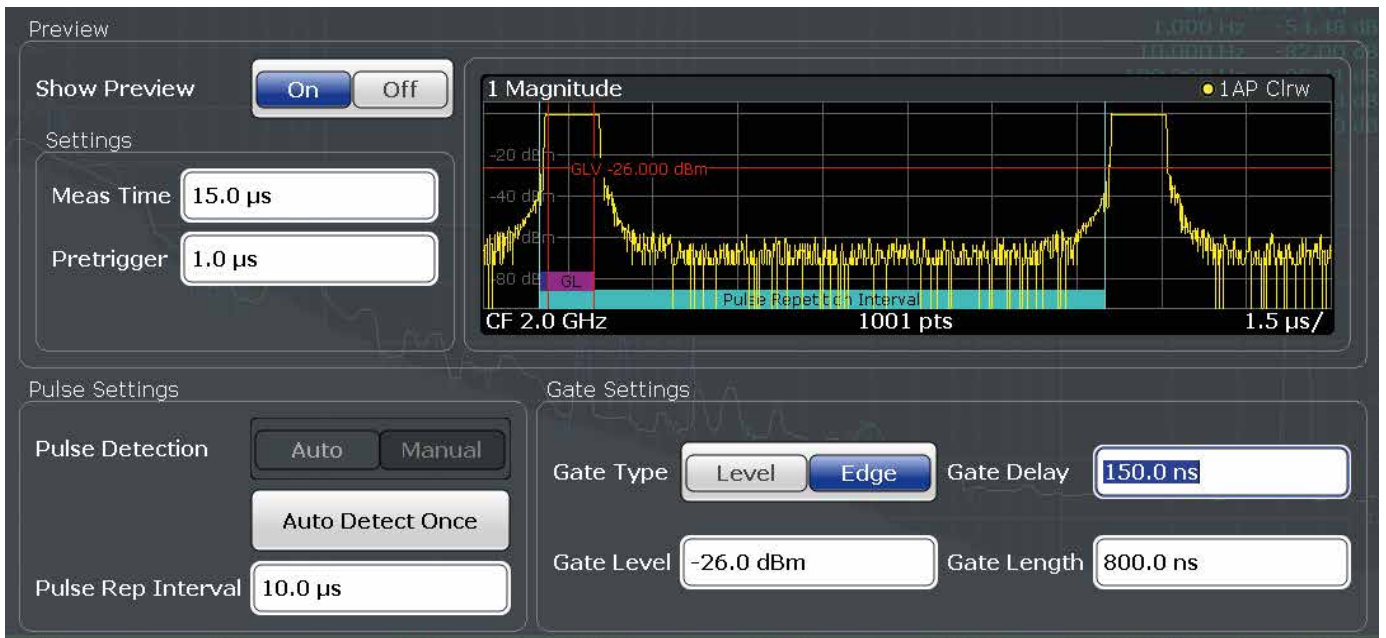 Preview
Show Preview On Off
Settings
Meas Time 15.0 µs
Pretrigger 1.0 µs
1 Magnitude 1AP Clrw
-20 dBm
GLV -26.000 dBm
-40 dBm
dBm
-80 dB
GL
Pulse Repetition Interval
CF 2.0 GHz 1001 pts 1.5 µs/
Pulse Settings
Pulse Detection Auto Manual
Auto Detect Once
Pulse Rep Interval 10.0 µs
Gate Settings
Gate Type Level Edge Gate Delay 150.0 ns
Gate Level -26.0 dBm Gate Length 800.0 ns